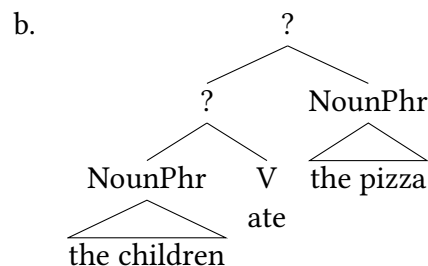 b. ?
? NounPhr
NounPhr V the pizza
ate
the children